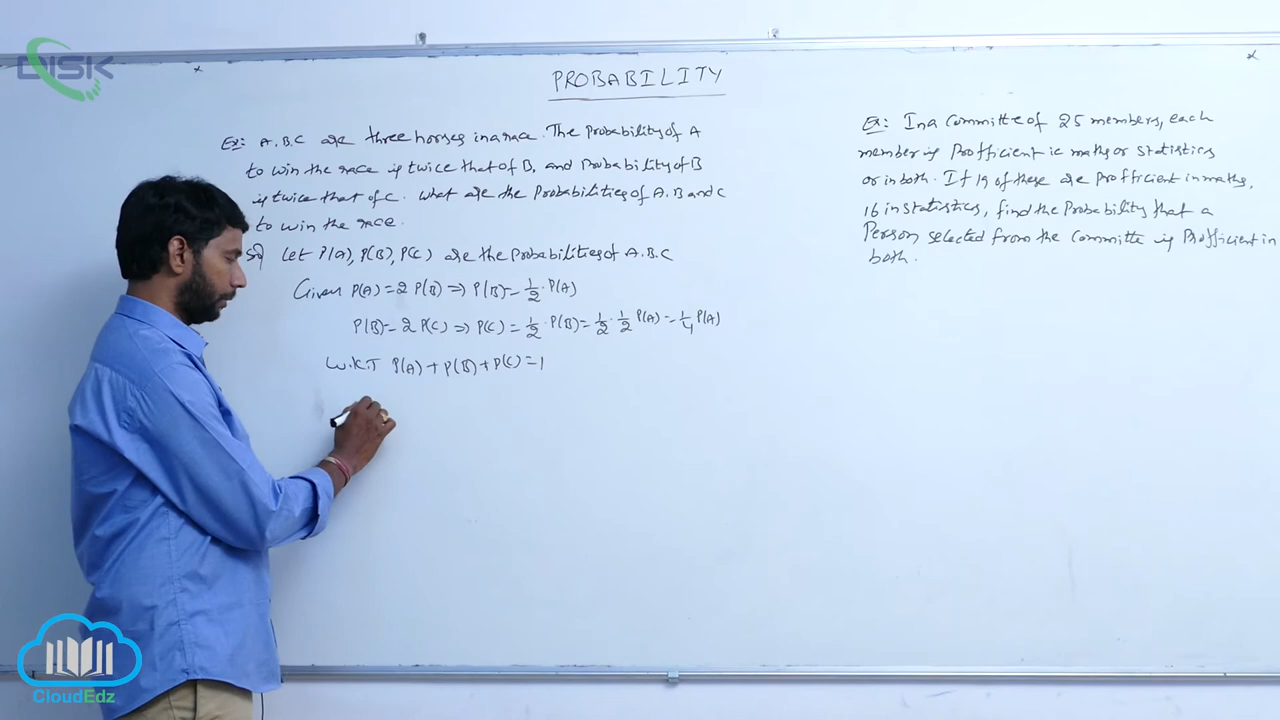 DISK
PROBABILITY
Ex: A.B.C are three horses in a race. The Probability of A
to win the race is twice that of B, and Probability of B
is twice that of C. What are the Probabilities of A.B and C
to win the race.
Sol Let P(A), P(B), P(C) are the Probabilities of A.B.C
Given P(A) = 2 P(B) => P(B) = 1/2 . P(A)
P(B) = 2 P(C) => P(C) = 1/2 . P(B) = 1/2 . 1/2 P(A) = 1/4 P(A)
W.K.T P(A) + P(B) + P(C) = 1
Ex: In a Committe of 25 members, each
member is Profficient ic maths or Statistics
or in both. If 19 of these are profficient in maths,
16 in statistics, find the Probability that a
Person selected from the Committe is Profficient in
both.
CloudEdz